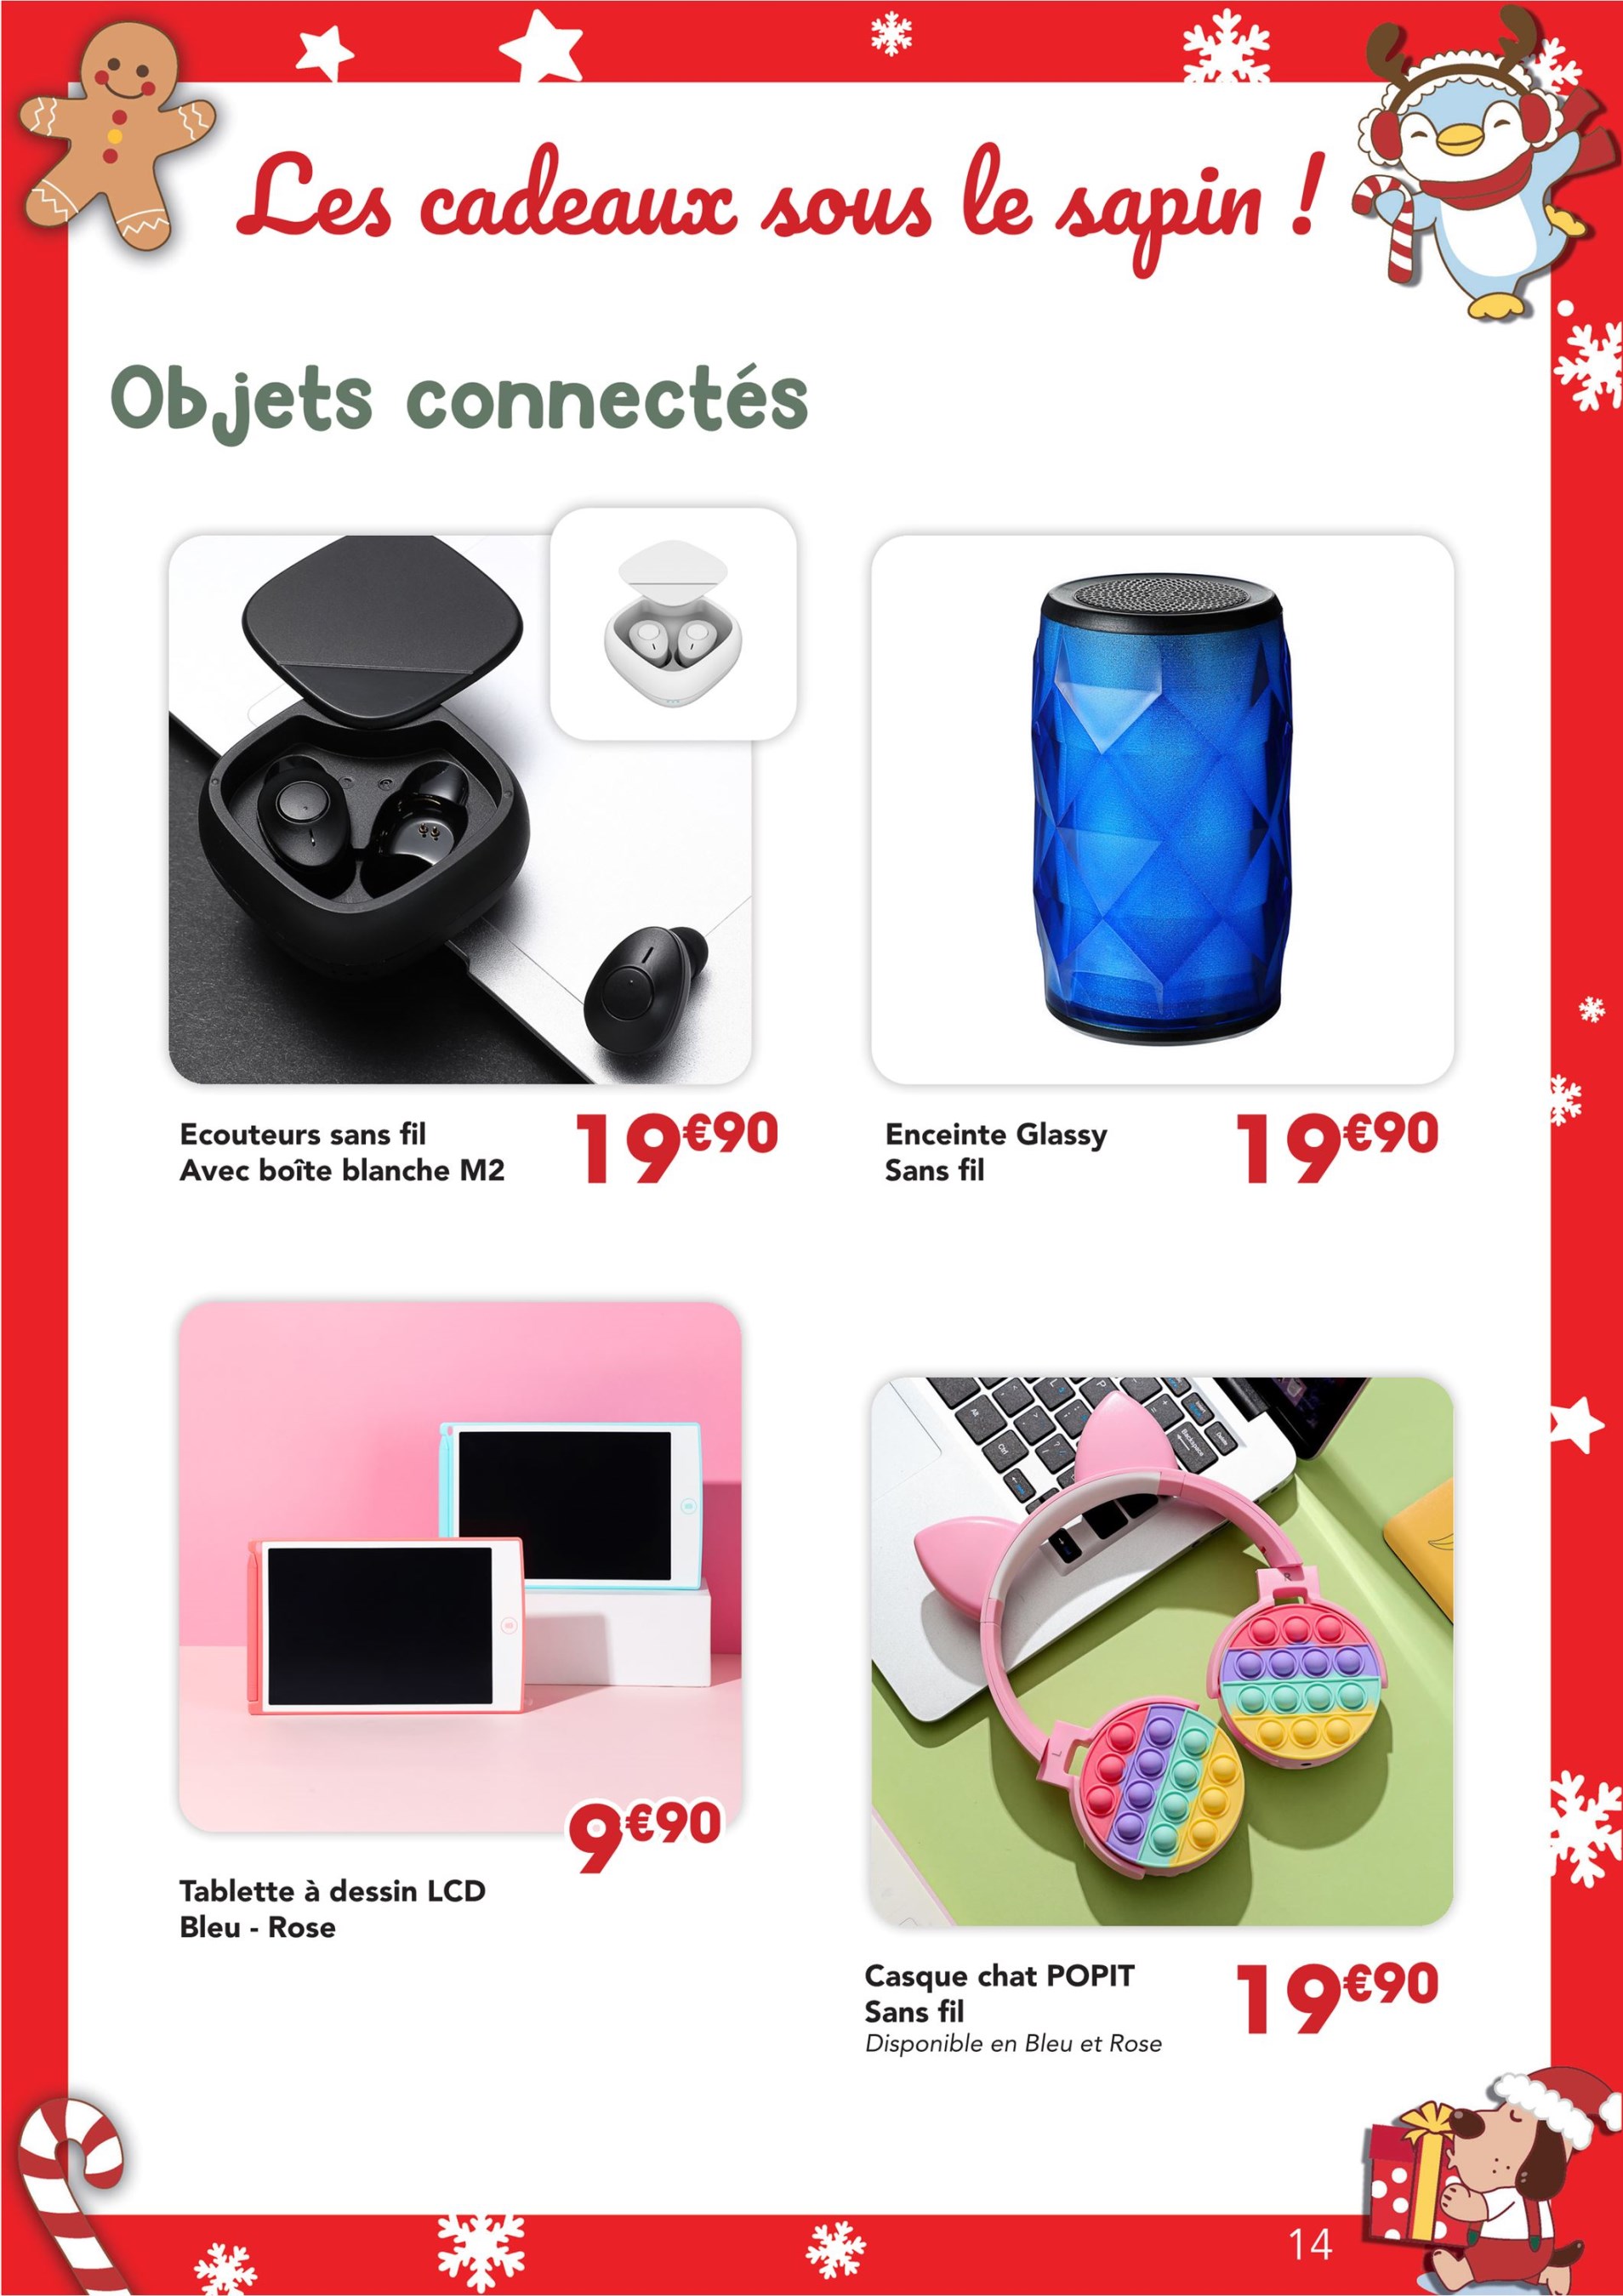 Les cadeaux sous le sapin !
Objets connectés
Ecouteurs sans fil
Avec boîte blanche M2
19€90
Enceinte Glassy
Sans fil
19€90
9€90
Tablette à dessin LCD
Bleu - Rose
Casque chat POPIT
Sans fil
Disponible en Bleu et Rose
19€90
14